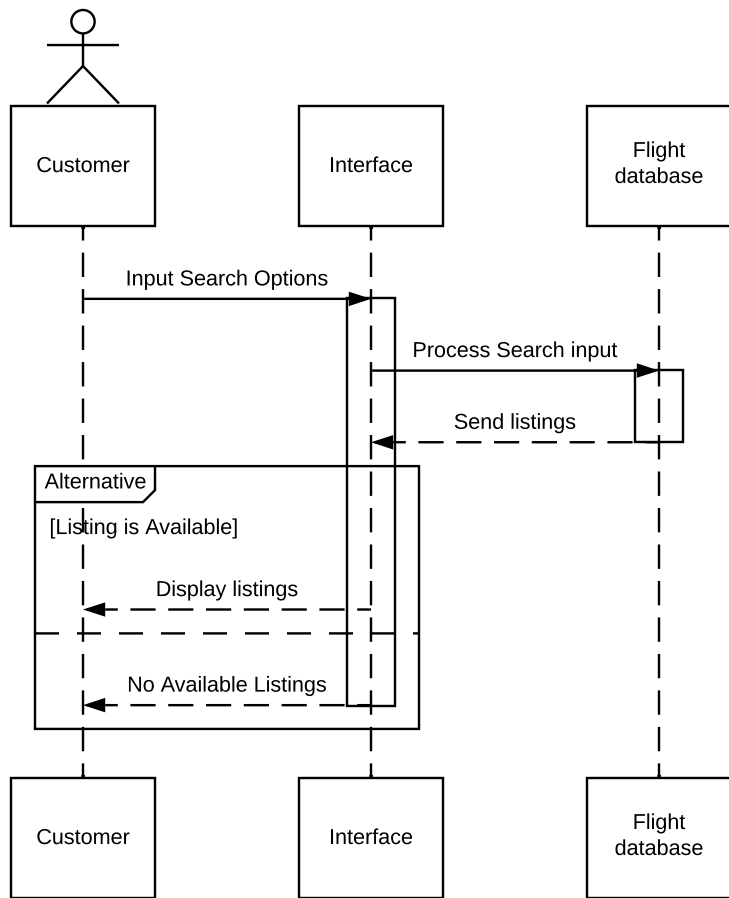 Customer
Interface
Flight
database
Input Search Options
Process Search input
Send listings
Alternative
[Listing is Available]
Display listings
No Available Listings
Customer
Interface
Flight
database